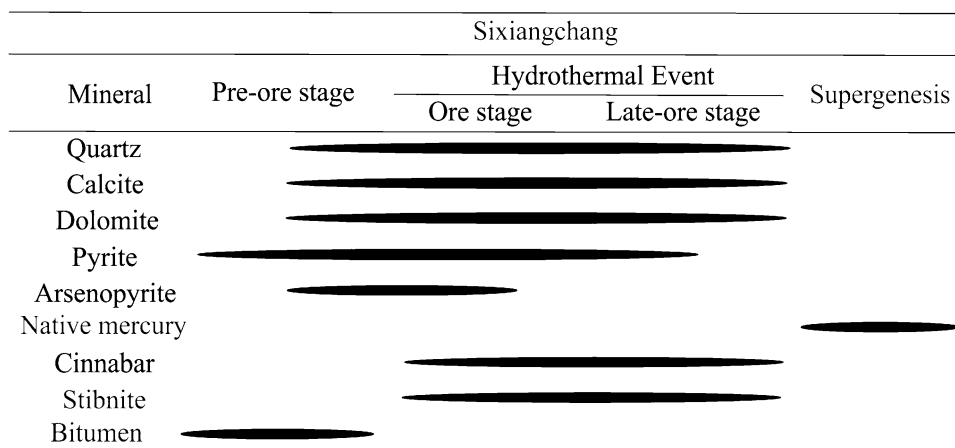 Sixiangchang
Mineral Pre-ore stage Hydrothermal Event Supergenesis
Ore stage Late-ore stage
Quartz
Calcite
Dolomite
Pyrite
Arsenopyrite
Native mercury
Cinnabar
Stibnite
Bitumen